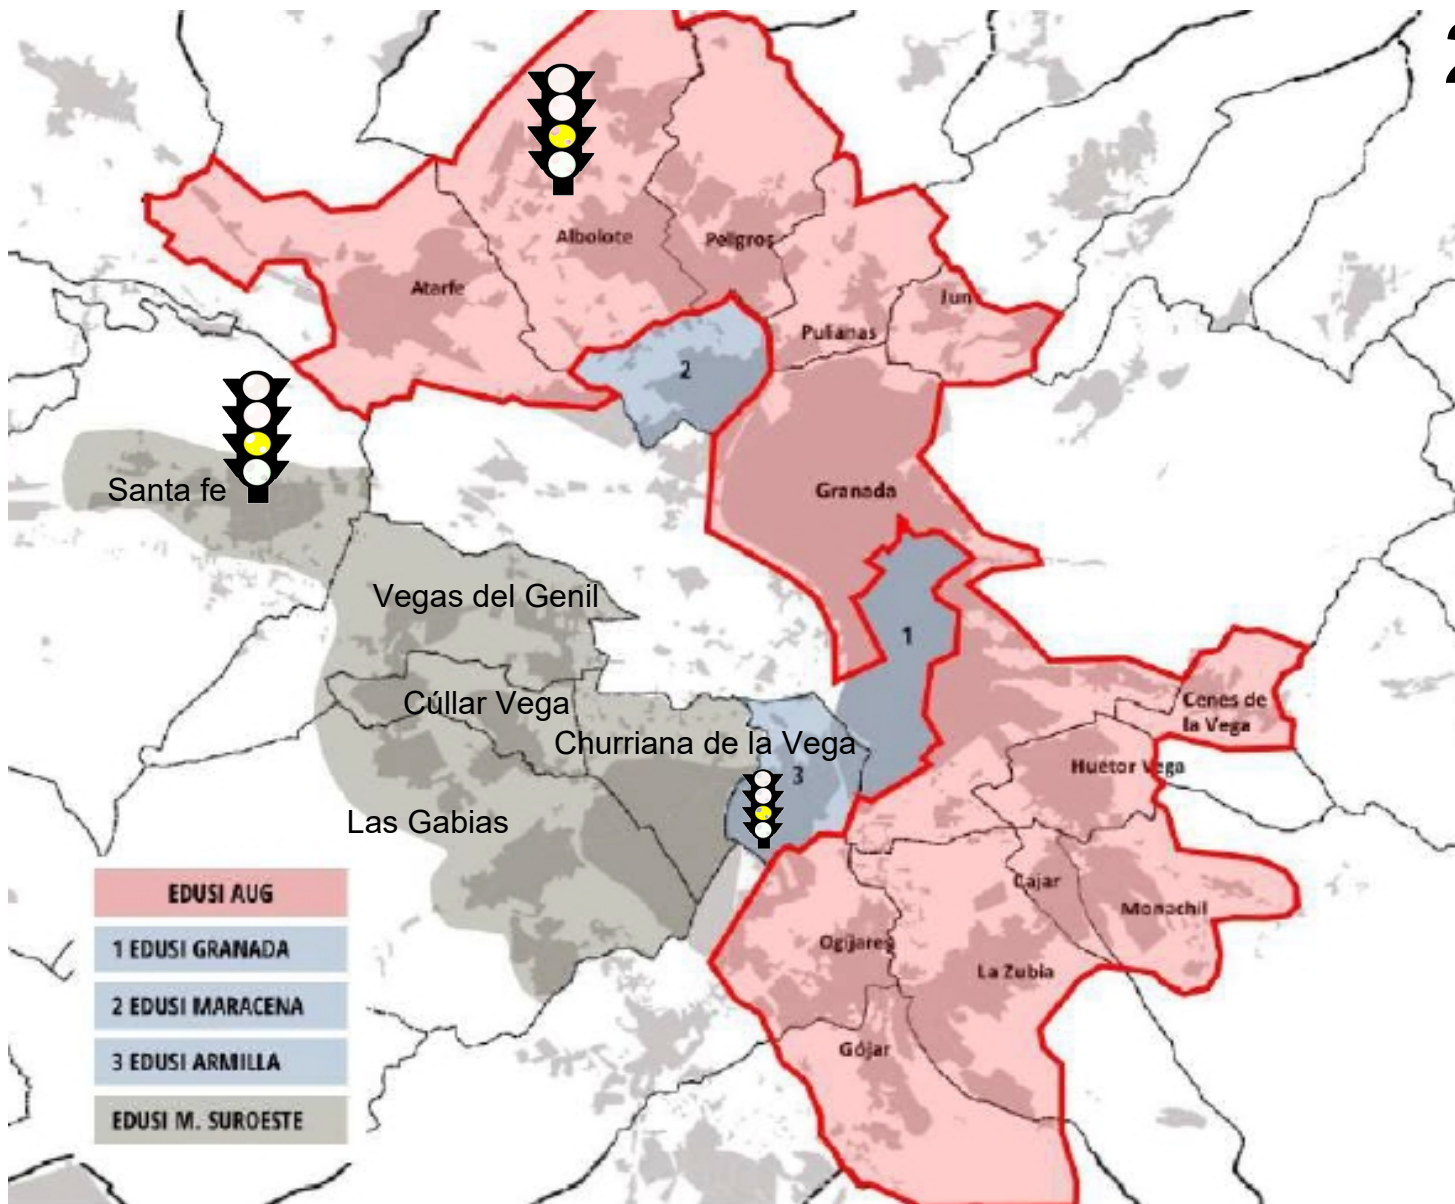 Albolote
Peligros
Atarfe
Jun
Pulianas
2
Santa fe
Granada
Vegas del Genil
1
Cúllar Vega
Cenes de
la Vega
Churriana de la Vega
3
Huetor Vega
Las Gabias
Cajar
Monachil
Ogijares
La Zubia
Gójar
EDUSI AUG
1 EDUSI GRANADA
2 EDUSI MARACENA
3 EDUSI ARMILLA
EDUSI M. SUROESTE